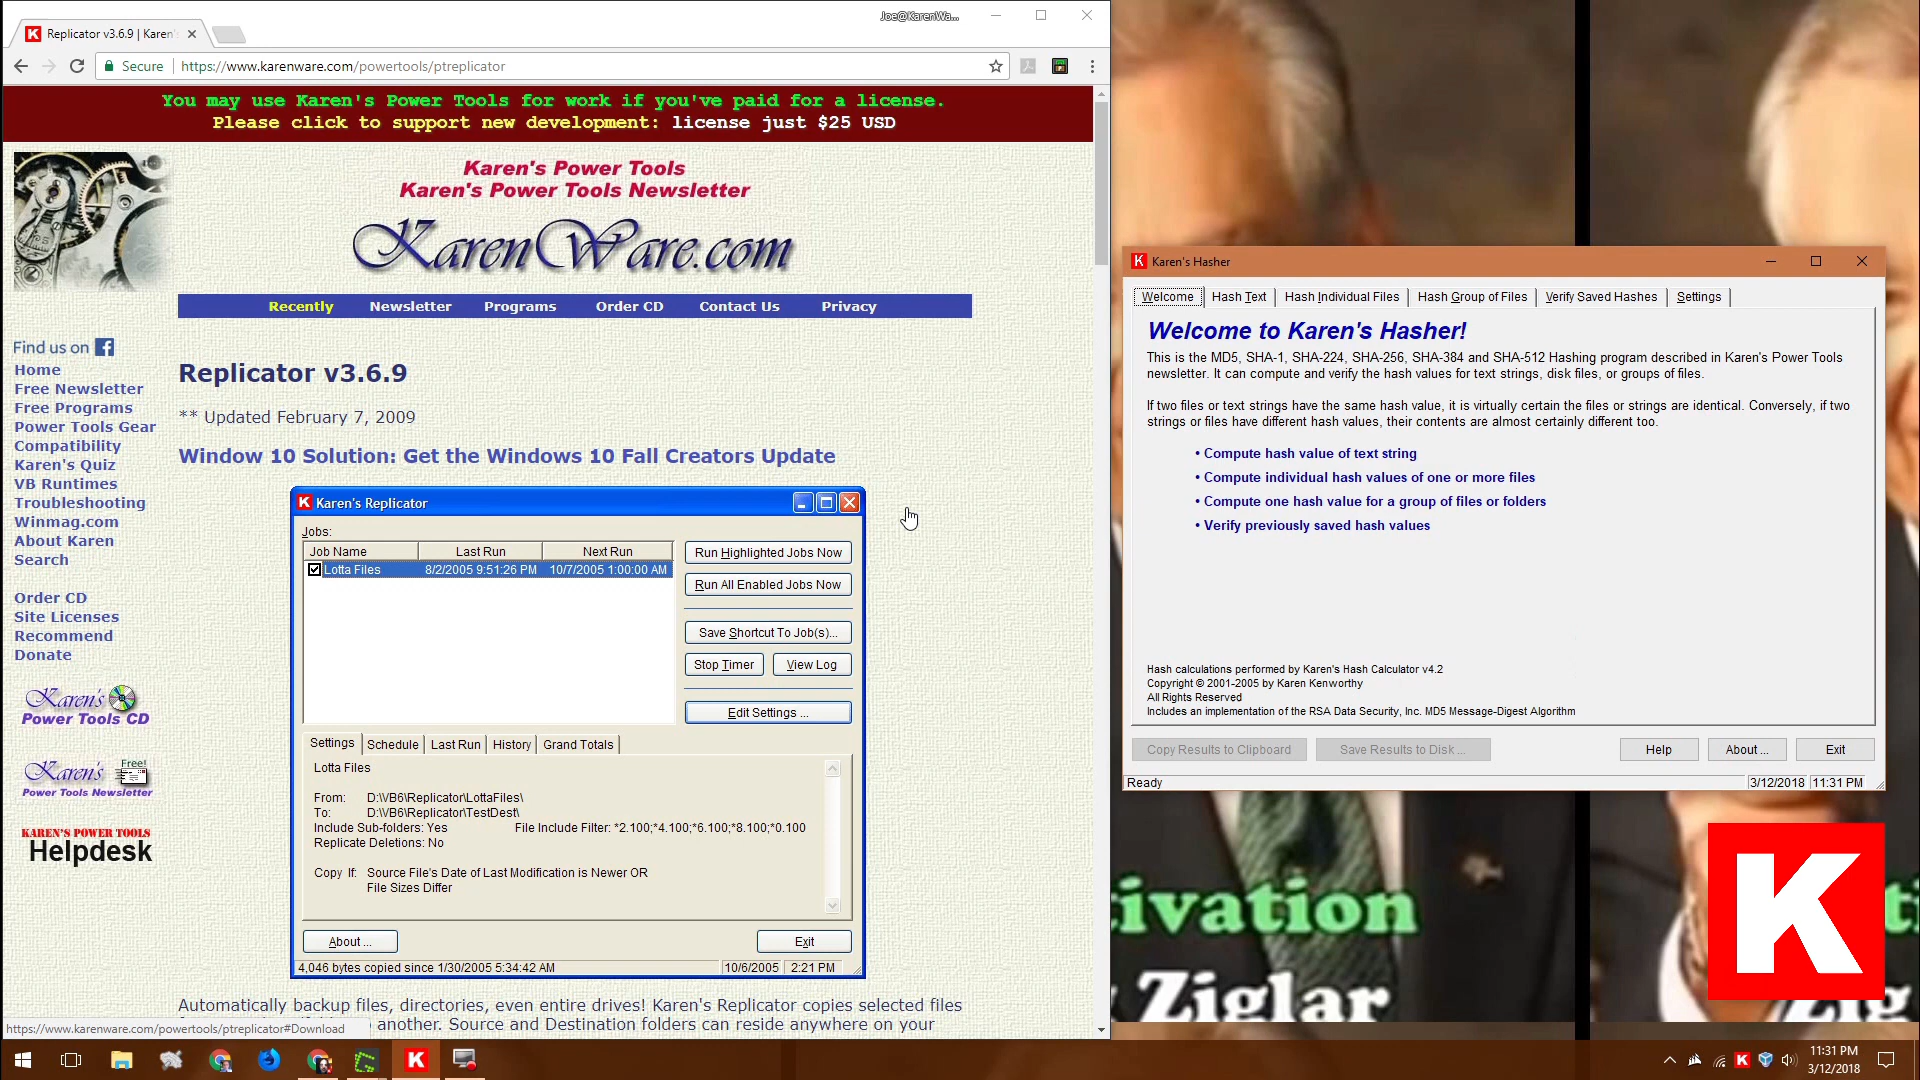 Joe@KarenWa...
Replicator v3.6.9 | Karen'
Secure https://www.karenware.com/powertools/ptreplicator
You may use Karen's Power Tools for work if you've paid for a license.
Please click to support new development: license just $25 USD
Karen's Power Tools
Karen's Power Tools Newsletter
KarenWare.com
Recently Newsletter Programs Order CD Contact Us Privacy
Find us on
Home
Free Newsletter
Free Programs
Power Tools Gear
Compatibility
Karen's Quiz
VB Runtimes
Troubleshooting
Winmag.com
About Karen
Search
Order CD
Site Licenses
Recommend
Donate
Karen's
Power Tools CD
Karen's Free!
Power Tools Newsletter
KAREN'S POWER TOOLS
Helpdesk
Replicator v3.6.9
** Updated February 7, 2009
Window 10 Solution: Get the Windows 10 Fall Creators Update
K Karen's Replicator
Jobs:
Job Name Last Run Next Run
Lotta Files 8/2/2005 9:51:26 PM 10/7/2005 1:00:00 AM
Run Highlighted Jobs Now
Run All Enabled Jobs Now
Save Shortcut To Job(s)...
Stop Timer View Log
Edit Settings ...
Settings Schedule Last Run History Grand Totals
Lotta Files
From: D:\VB6\Replicator\LottaFiles\
To: D:\VB6\Replicator\TestDest\
Include Sub-folders: Yes File Include Filter: *2.100;*4.100;*6.100;*8.100;*0.100
Replicate Deletions: No
Copy If: Source File's Date of Last Modification is Newer OR
File Sizes Differ
About ... Exit
4,046 bytes copied since 1/30/2005 5:34:42 AM 10/6/2005 2:21 PM
Automatically backup files, directories, even entire drives! Karen's Replicator copies selected files
another. Source and Destination folders can reside anywhere on your
https://www.karenware.com/powertools/ptreplicator#Download
K Karen's Hasher
Welcome Hash Text Hash Individual Files Hash Group of Files Verify Saved Hashes Settings
Welcome to Karen's Hasher!
This is the MD5, SHA-1, SHA-224, SHA-256, SHA-384 and SHA-512 Hashing program described in Karen's Power Tools
newsletter. It can compute and verify the hash values for text strings, disk files, or groups of files.
If two files or text strings have the same hash value, it is virtually certain the files or strings are identical. Conversely, if two
strings or files have different hash values, their contents are almost certainly different too.
• Compute hash value of text string
• Compute individual hash values of one or more files
• Compute one hash value for a group of files or folders
• Verify previously saved hash values
Hash calculations performed by Karen's Hash Calculator v4.2
Copyright © 2001-2005 by Karen Kenworthy
All Rights Reserved
Includes an implementation of the RSA Data Security, Inc. MD5 Message-Digest Algorithm
Copy Results to Clipboard Save Results to Disk ... Help About ... Exit
Ready 3/12/2018 11:31 PM
ivation
Ziglar
K
11:31 PM
3/12/2018